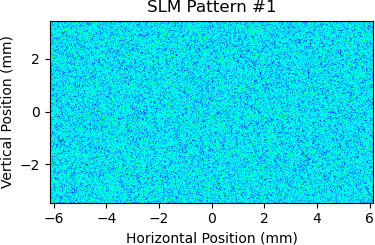 SLM Pattern #1
Vertical Position (mm)
2
0
−2
−6 −4 −2 0 2 4 6
Horizontal Position (mm)